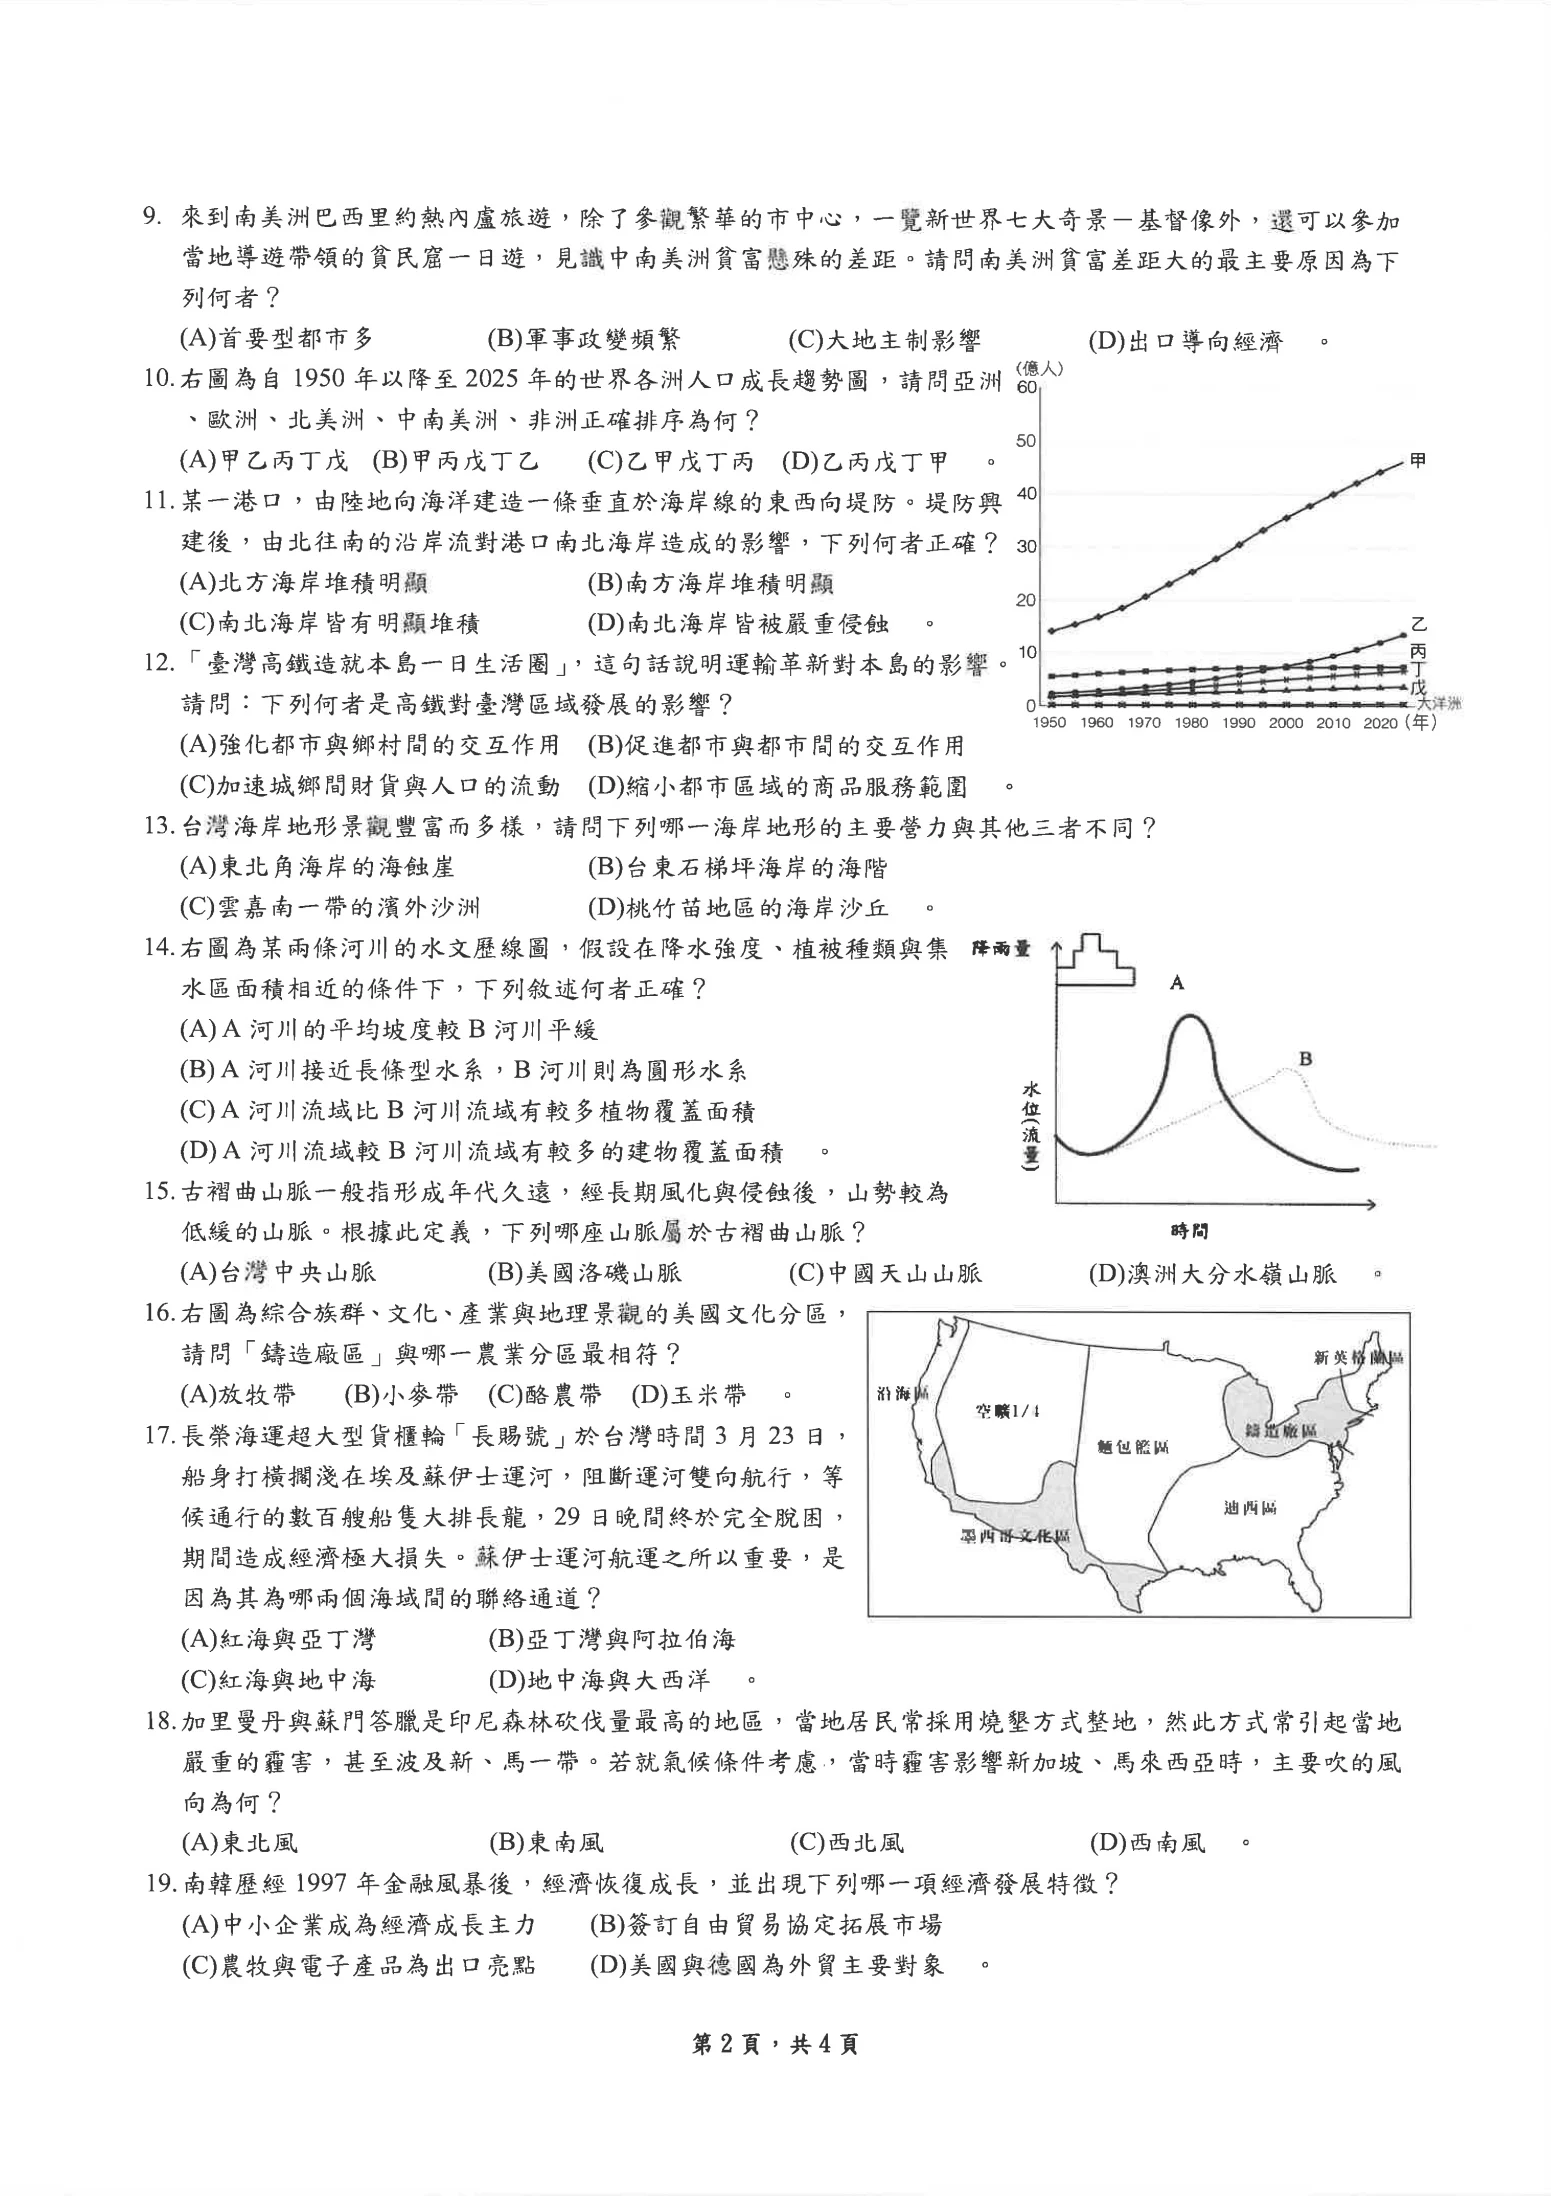 9. 來到南美洲巴西里約熱內盧旅遊，除了參觀繁華的市中心，一覽新世界七大奇景－基督像外，還可以參加
當地導遊帶領的貧民窟一日遊，見識中南美洲貧富懸殊的差距。請問南美洲貧富差距大的最主要原因為下
列何者？
(A)首要型都市多 (B)軍事政變頻繁 (C)大地主制影響 (D)出口導向經濟 。
10.右圖為自 1950 年以降至 2025 年的世界各洲人口成長趨勢圖，請問亞洲
、歐洲、北美洲、中南美洲、非洲正確排序為何？
(A)甲乙丙丁戊 (B)甲丙戊丁乙 (C)乙甲戊丁丙 (D)乙丙戊丁甲 。
(億人)
60
50
40
30
20
10
0
甲
乙
丙
丁
戊
大洋洲
1950 1960 1970 1980 1990 2000 2010 2020 (年)
11.某一港口，由陸地向海洋建造一條垂直於海岸線的東西向堤防。堤防興
建後，由北往南的沿岸流對港口南北海岸造成的影響，下列何者正確？
(A)北方海岸堆積明顯 (B)南方海岸堆積明顯
(C)南北海岸皆有明顯堆積 (D)南北海岸皆被嚴重侵蝕 。
12.「臺灣高鐵造就本島一日生活圈」，這句話說明運輸革新對本島的影響。
請問：下列何者是高鐵對臺灣區域發展的影響？
(A)強化都市與鄉村間的交互作用 (B)促進都市與都市間的交互作用
(C)加速城鄉間財貨與人口的流動 (D)縮小都市區域的商品服務範圍 。
13.台灣海岸地形景觀豐富而多樣，請問下列哪一海岸地形的主要營力與其他三者不同？
(A)東北角海岸的海蝕崖 (B)台東石梯坪海岸的海階
(C)雲嘉南一帶的濱外沙洲 (D)桃竹苗地區的海岸沙丘 。
14.右圖為某兩條河川的水文歷線圖，假設在降水強度、植被種類與集
水區面積相近的條件下，下列敘述何者正確？
(A) A 河川的平均坡度較 B 河川平緩
(B) A 河川接近長條型水系，B 河川則為圓形水系
(C) A 河川流域比 B 河川流域有較多植物覆蓋面積
(D) A 河川流域較 B 河川流域有較多的建物覆蓋面積 。
降雨量
A
B
水位(流量)
時間
15.古褶曲山脈一般指形成年代久遠，經長期風化與侵蝕後，山勢較為
低緩的山脈。根據此定義，下列哪座山脈屬於古褶曲山脈？
(A)台灣中央山脈 (B)美國洛磯山脈 (C)中國天山山脈 (D)澳洲大分水嶺山脈 。
16.右圖為綜合族群、文化、產業與地理景觀的美國文化分區，
請問「鑄造廠區」與哪一農業分區最相符？
(A)放牧帶 (B)小麥帶 (C)酪農帶 (D)玉米帶 。
新英格蘭區
沿海區
空曠1/4
鑄造廠區
麵包籃區
迪西區
墨西哥文化區
17.長榮海運超大型貨櫃輪「長賜號」於台灣時間 3 月 23 日，
船身打橫擱淺在埃及蘇伊士運河，阻斷運河雙向航行，等
候通行的數百艘船隻大排長龍，29 日晚間終於完全脫困，
期間造成經濟極大損失。蘇伊士運河航運之所以重要，是
因為其為哪兩個海域間的聯絡通道？
(A)紅海與亞丁灣 (B)亞丁灣與阿拉伯海
(C)紅海與地中海 (D)地中海與大西洋 。
18.加里曼丹與蘇門答臘是印尼森林砍伐量最高的地區，當地居民常採用燒墾方式整地，然此方式常引起當地
嚴重的霾害，甚至波及新、馬一帶。若就氣候條件考慮，當時霾害影響新加坡、馬來西亞時，主要吹的風
向為何？
(A)東北風 (B)東南風 (C)西北風 (D)西南風 。
19.南韓歷經 1997 年金融風暴後，經濟恢復成長，並出現下列哪一項經濟發展特徵？
(A)中小企業成為經濟成長主力 (B)簽訂自由貿易協定拓展市場
(C)農牧與電子產品為出口亮點 (D)美國與德國為外貿主要對象 。
第 2 頁，共 4 頁